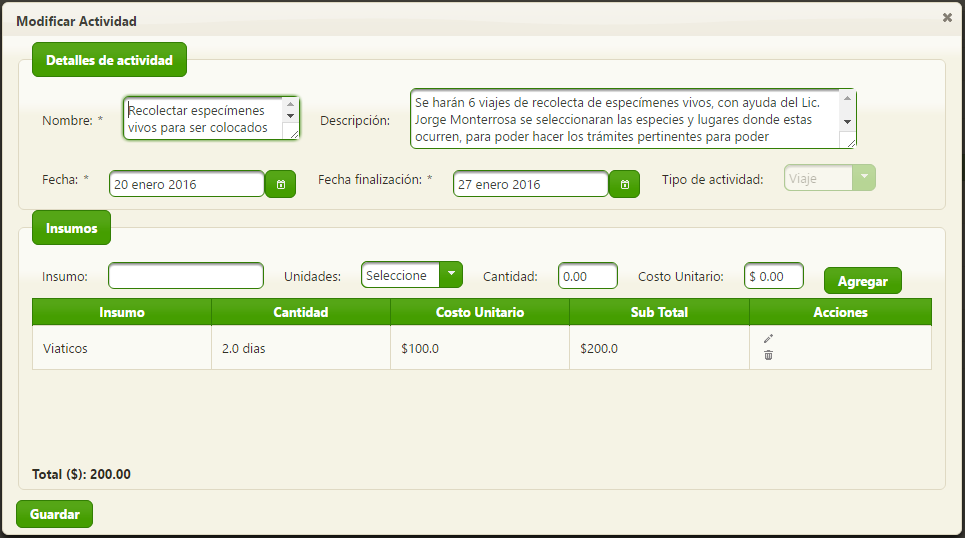 Modificar Actividad
Detalles de actividad
Nombre: *
Recolectar especímenes
vivos para ser colocados
Descripción:
Se harán 6 viajes de recolecta de especímenes vivos, con ayuda del Lic.
Jorge Monterrosa se seleccionaran las especies y lugares donde estas
ocurren, para poder hacer los trámites pertinentes para poder
Fecha: * 20 enero 2016 Fecha finalización: * 27 enero 2016 Tipo de actividad: Viaje
Insumos
Insumo: Unidades: Seleccione Cantidad: 0.00 Costo Unitario: $ 0.00 Agregar
Insumo Cantidad Costo Unitario Sub Total Acciones
Viaticos 2.0 dias $100.0 $200.0
Total ($): 200.00
Guardar